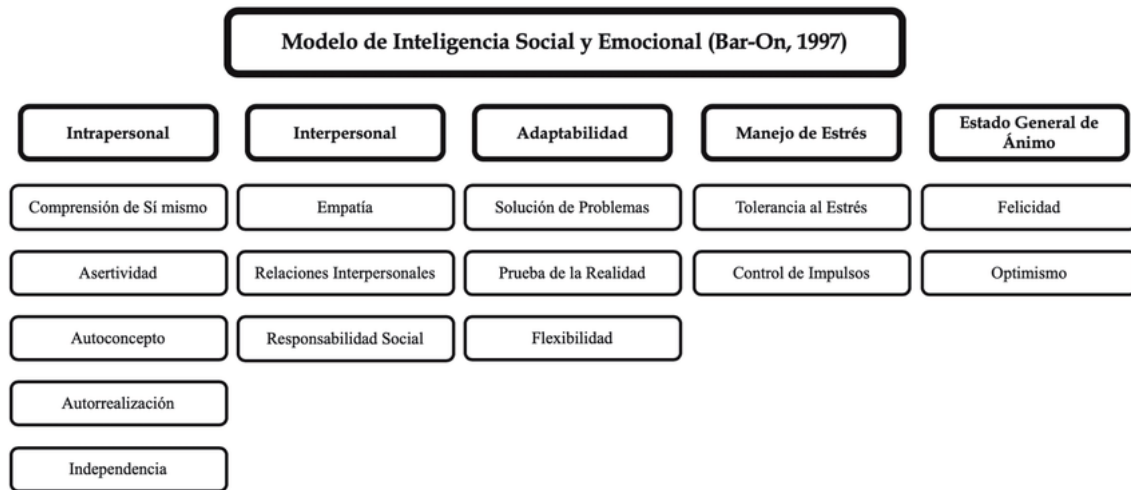 Modelo de Inteligencia Social y Emocional (Bar-On, 1997)
Intrapersonal
Interpersonal
Adaptabilidad
Manejo de Estrés
Estado General de
Ánimo
Comprensión de Sí mismo
Empatía
Solución de Problemas
Tolerancia al Estrés
Felicidad
Asertividad
Relaciones Interpersonales
Prueba de la Realidad
Control de Impulsos
Optimismo
Autoconcepto
Responsabilidad Social
Flexibilidad
Autorrealización
Independencia